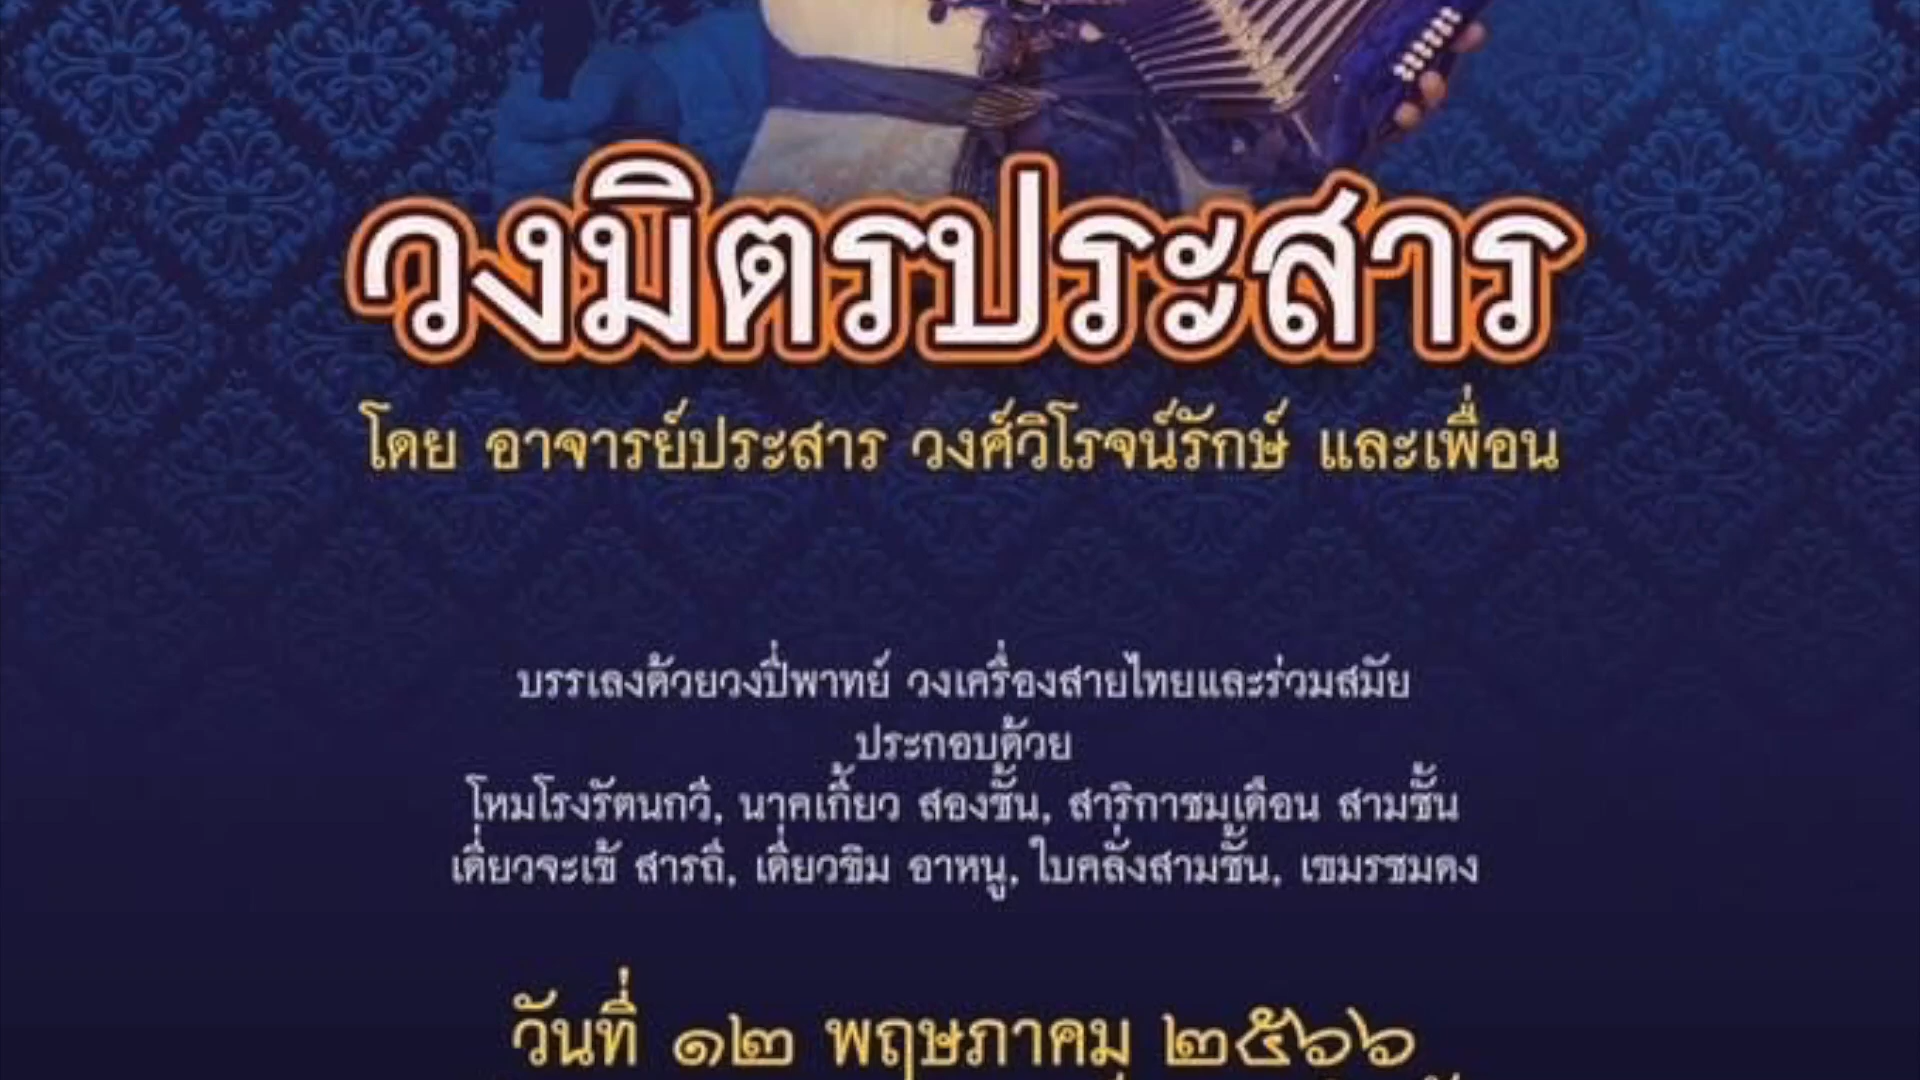 วงมิตรประสาร
โดย อาจารย์ประสาร วงศ์วิโรจน์รักษ์ และเพื่อน
บรรเลงด้วยวงปี่พาทย์ วงเครื่องสายไทยและร่วมสมัย
ประกอบด้วย
โหมโรงรัตนกวี, นาคเกี้ยว สองชั้น, สาริกาชมเดือน สามชั้น
เดี่ยวจะเข้ สารถี, เดี่ยวขิม อาหนู, ใบคลั่งสามชั้น, เขมรชมดง
วันที่ ๑๒ พฤษภาคม ๒๕๖๖